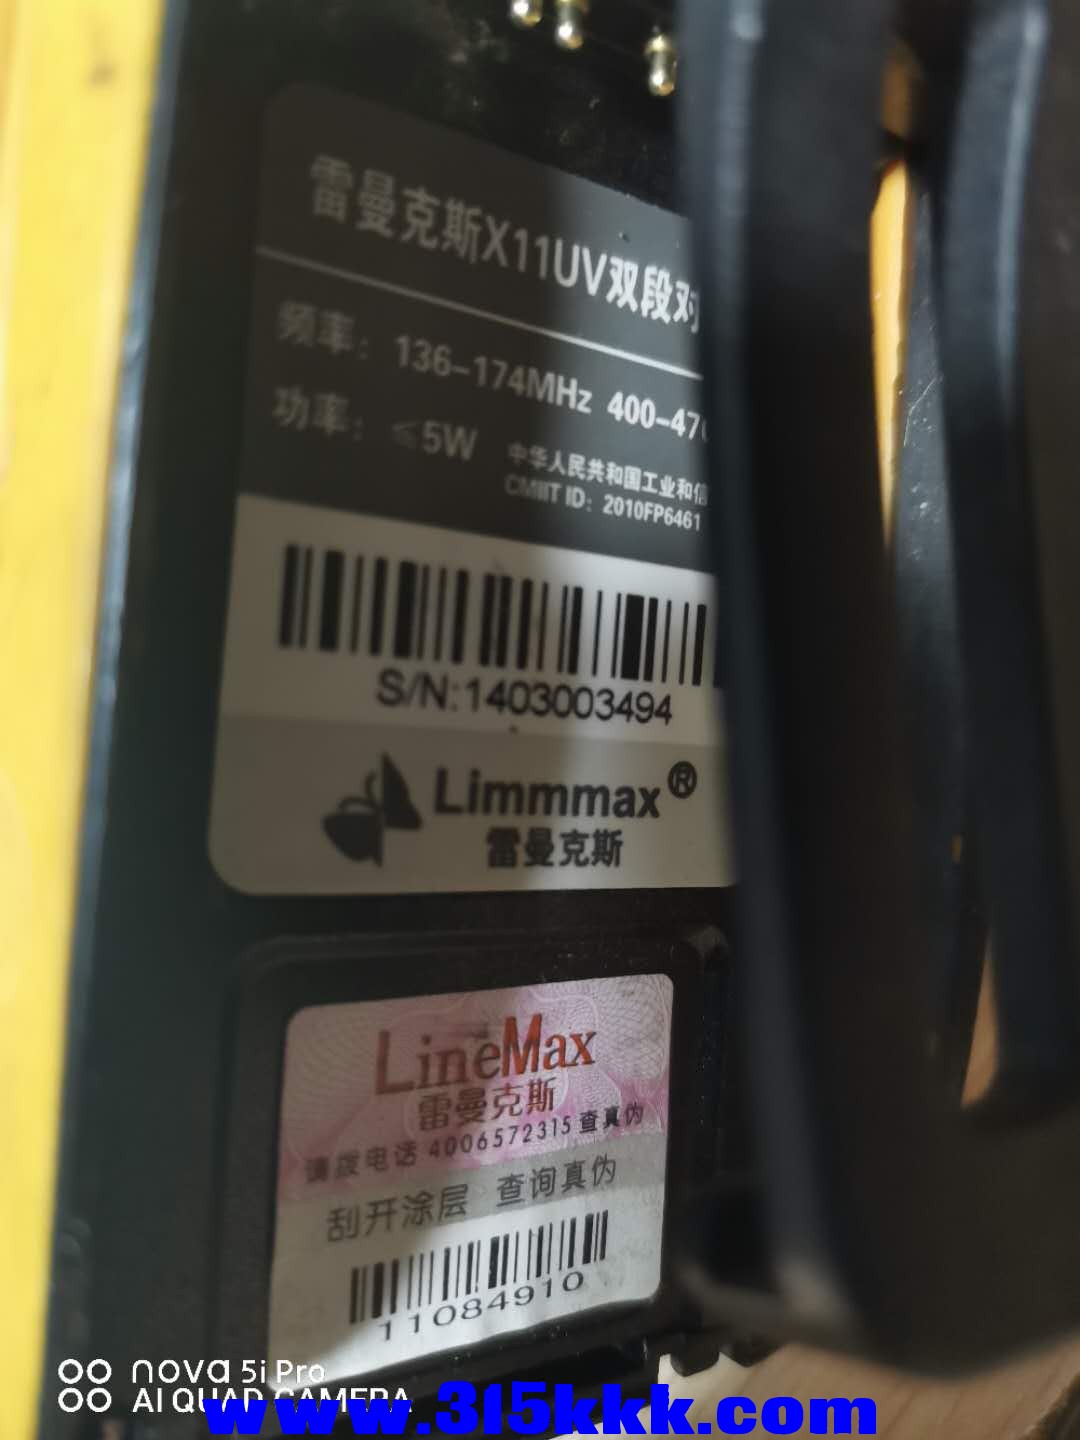 雷曼克斯X11UV双段对
频率：136-174MHz 400-47
功率：≤5W
中华人民共和国工业和信
CMIIT ID：2010FP6461
S/N:1403003494
Limmmax®
雷曼克斯
LineMax
雷曼克斯
请拨电话 4006572315 查真伪
刮开涂层 查询真伪
11084910
nova 5i Pro
AI QUAD CAMERA
www.315kkk.com